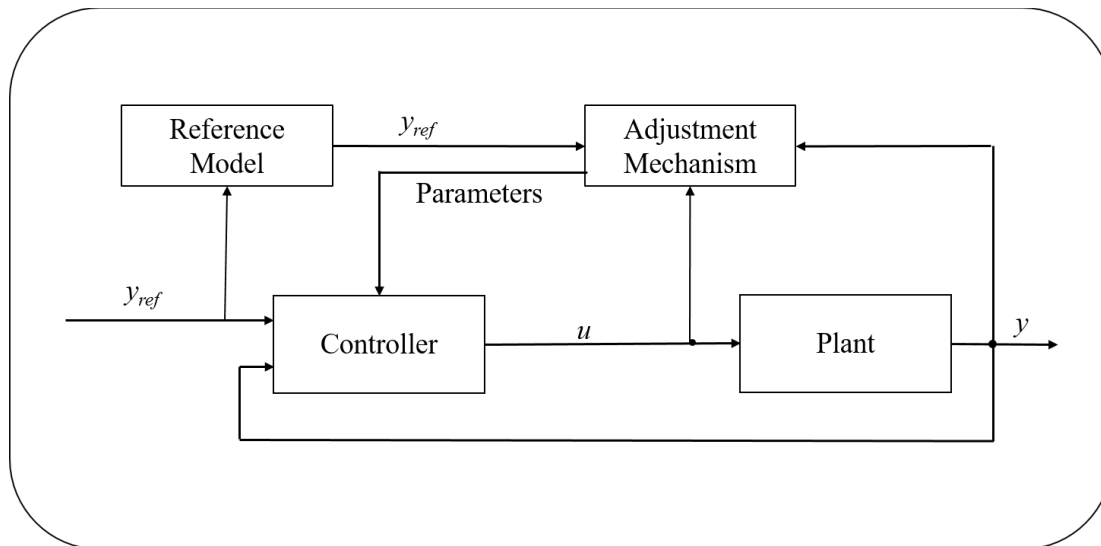 Reference
Model
y_ref
Adjustment
Mechanism
Parameters
y_ref
Controller
u
Plant
y